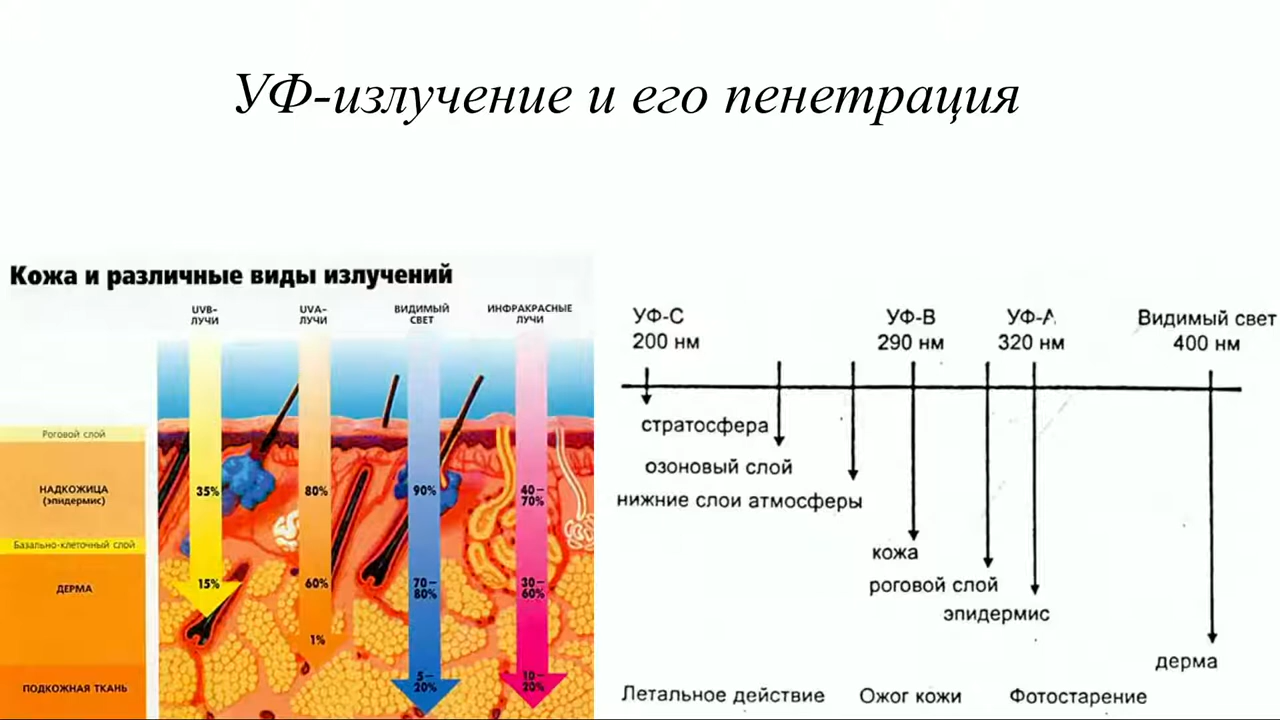 УФ-излучение и его пенетрация
Кожа и различные виды излучений
UVB-
ЛУЧИ
UVA-
ЛУЧИ
ВИДИМЫЙ
СВЕТ
ИНФРАКРАСНЫЕ
ЛУЧИ
Роговой слой
НАДКОЖИЦА
(эпидермис)
35%
80%
90%
40–
70%
Базально-клеточный слой
ДЕРМА
15%
60%
70–
80%
30–
60%
1%
ПОДКОЖНАЯ ТКАНЬ
5–
20%
10–
20%
УФ-С
200 нм
УФ-В
290 нм
УФ-А
320 нм
Видимый свет
400 нм
стратосфера
озоновый слой
нижние слои атмосферы
кожа
роговой слой
эпидермис
дерма
Летальное действие
Ожог кожи
Фотостарение